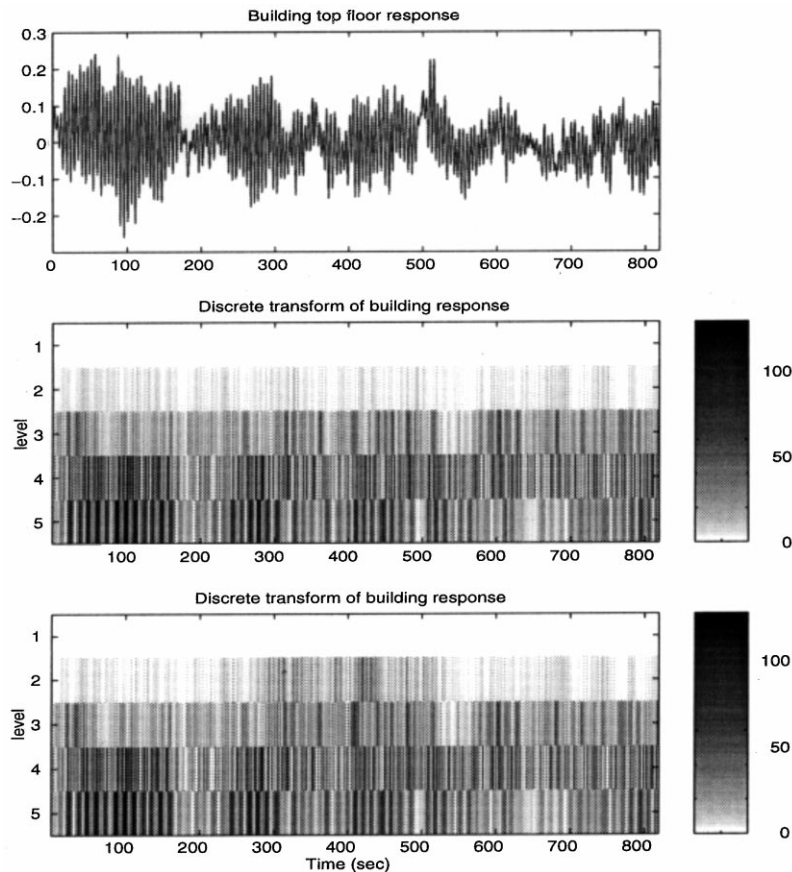 Building top floor response
0.3
0.2
0.1
0
−0.1
−0.2
0 100 200 300 400 500 600 700 800
Discrete transform of building response
level
1
2
3
4
5
100 200 300 400 500 600 700 800
100
50
0
Discrete transform of building response
level
1
2
3
4
5
100 200 300 400 500 600 700 800
Time (sec)
100
50
0